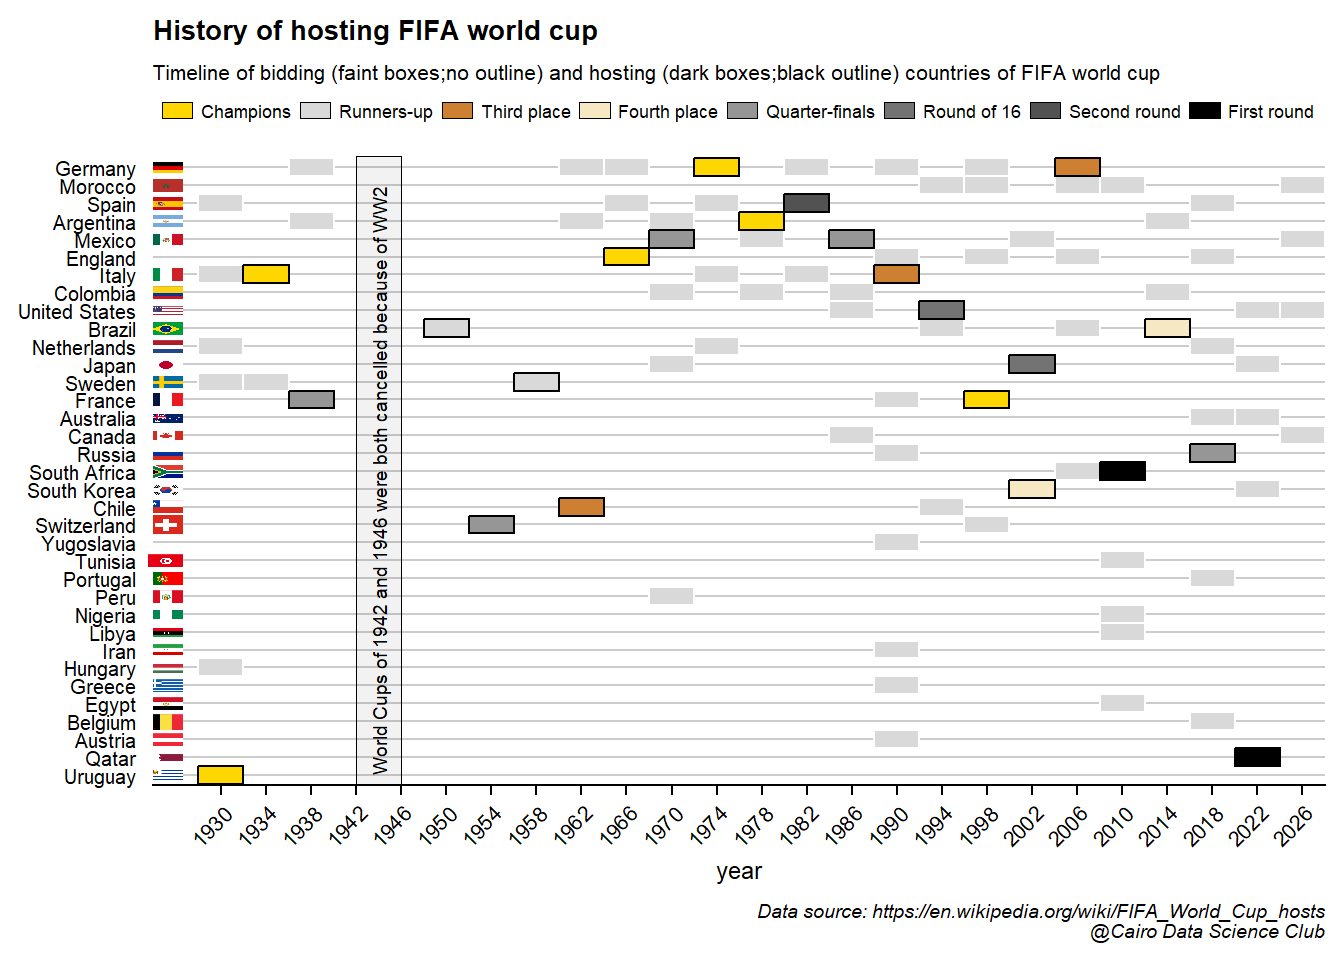 History of hosting FIFA world cup
Timeline of bidding (faint boxes;no outline) and hosting (dark boxes;black outline) countries of FIFA world cup
Champions Runners-up Third place Fourth place Quarter-finals Round of 16 Second round First round
Germany
Morocco
Spain
Argentina
Mexico
England
Italy
Colombia
United States
Brazil
Netherlands
Japan
Sweden
France
Australia
Canada
Russia
South Africa
South Korea
Chile
Switzerland
Yugoslavia
Tunisia
Portugal
Peru
Nigeria
Libya
Iran
Hungary
Greece
Egypt
Belgium
Austria
Qatar
Uruguay
World Cups of 1942 and 1946 were both cancelled because of WW2
1930 1934 1938 1942 1946 1950 1954 1958 1962 1966 1970 1974 1978 1982 1986 1990 1994 1998 2002 2006 2010 2014 2018 2022 2026
year
Data source: https://en.wikipedia.org/wiki/FIFA_World_Cup_hosts
@Cairo Data Science Club